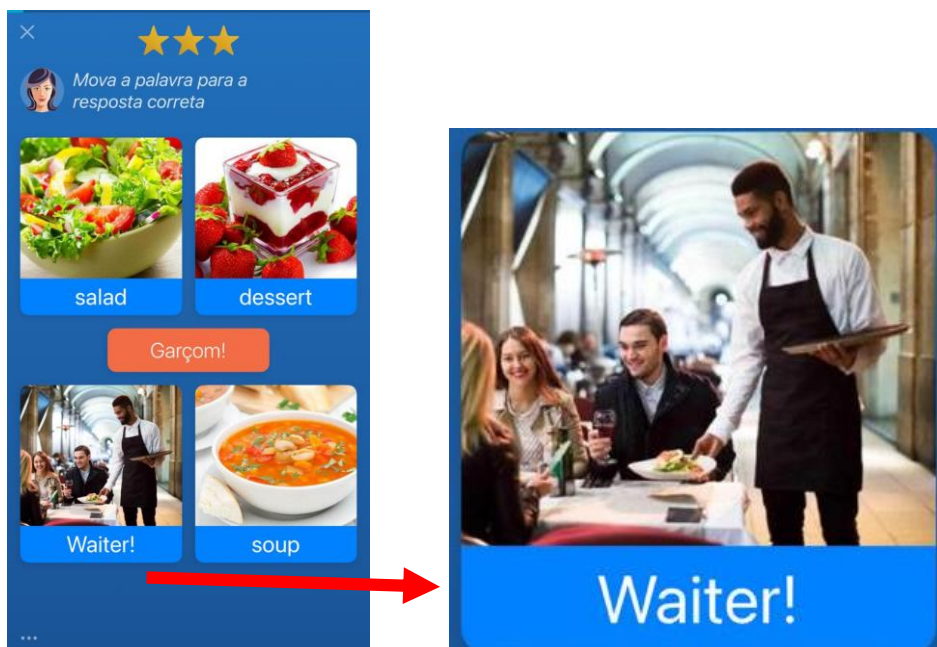 Mova a palavra para a
resposta correta
salad
dessert
Garçom!
Waiter!
soup
Waiter!